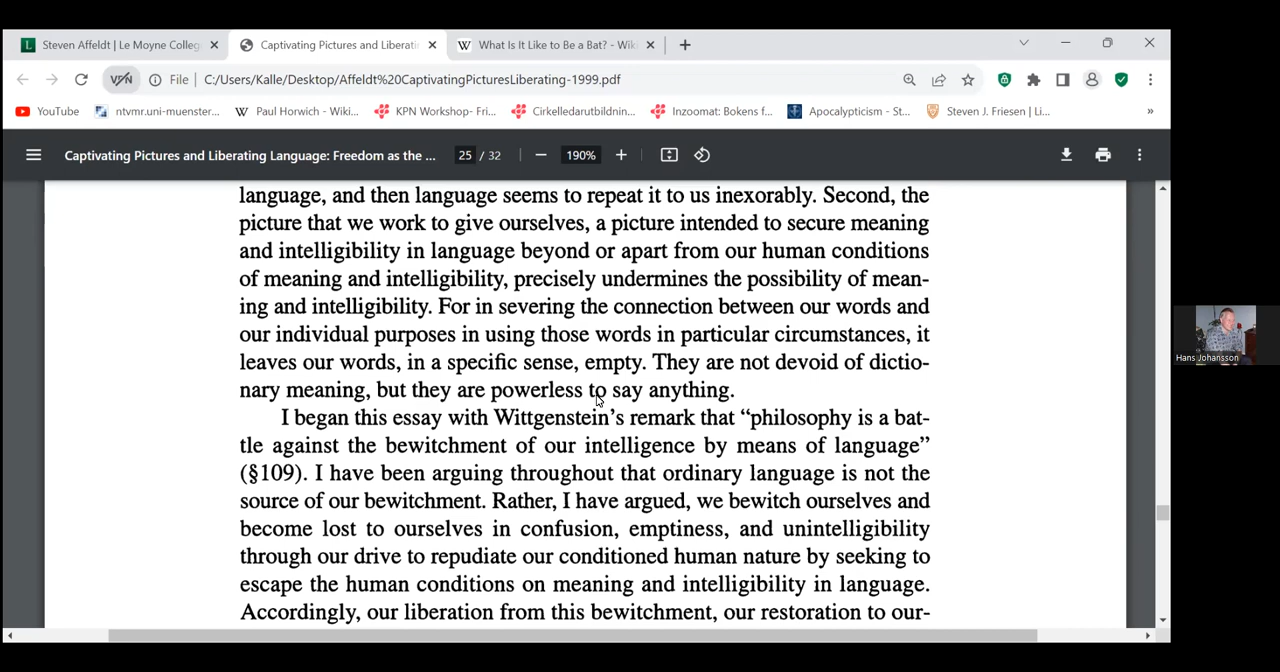 Steven Affeldt | Le Moyne Colleg
Captivating Pictures and Liberati
What Is It Like to Be a Bat? - Wiki
VPN
File
C:/Users/Kalle/Desktop/Affeldt%20CaptivatingPicturesLiberating-1999.pdf
YouTube
ntvmr.uni-muenster...
Paul Horwich - Wiki...
KPN Workshop- Fri...
Cirkelledarutbildnin...
Inzoomat: Bokens f...
Apocalypticism - St...
Steven J. Friesen | Li...
»
Captivating Pictures and Liberating Language: Freedom as the ...
25 / 32
190%
language, and then language seems to repeat it to us inexorably. Second, the
picture that we work to give ourselves, a picture intended to secure meaning
and intelligibility in language beyond or apart from our human conditions
of meaning and intelligibility, precisely undermines the possibility of mean-
ing and intelligibility. For in severing the connection between our words and
our individual purposes in using those words in particular circumstances, it
leaves our words, in a specific sense, empty. They are not devoid of dictio-
nary meaning, but they are powerless to say anything.
I began this essay with Wittgenstein's remark that “philosophy is a bat-
tle against the bewitchment of our intelligence by means of language”
(§109). I have been arguing throughout that ordinary language is not the
source of our bewitchment. Rather, I have argued, we bewitch ourselves and
become lost to ourselves in confusion, emptiness, and unintelligibility
through our drive to repudiate our conditioned human nature by seeking to
escape the human conditions on meaning and intelligibility in language.
Accordingly, our liberation from this bewitchment, our restoration to our-
Hans Johansson